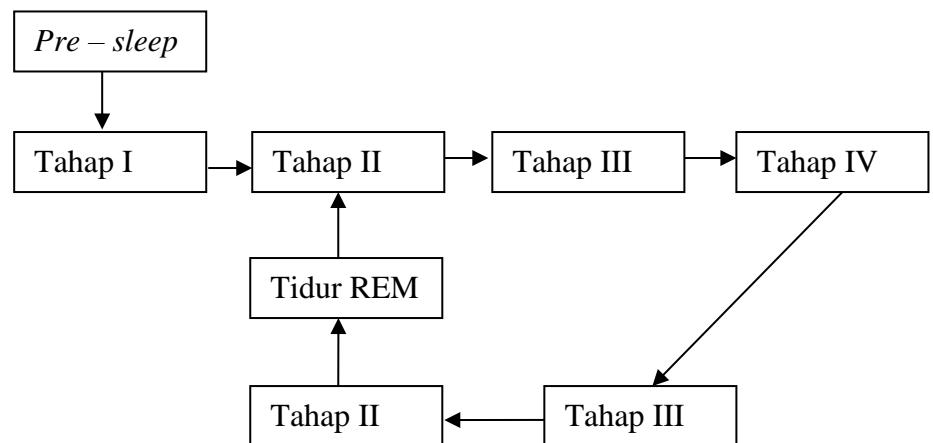 Pre – sleep
Tahap I
Tahap II
Tahap III
Tahap IV
Tidur REM
Tahap II
Tahap III